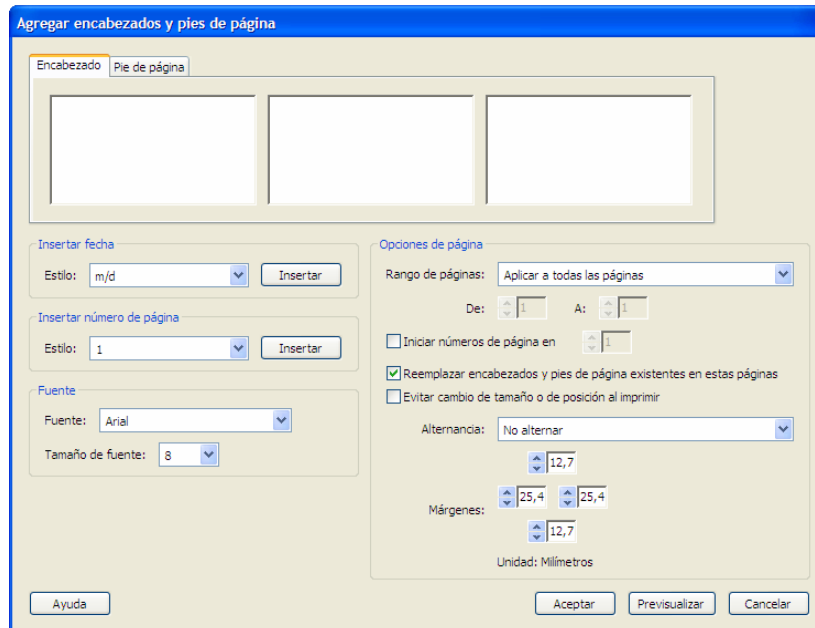 Agregar encabezados y pies de página
Encabezado
Pie de página
Insertar fecha
Estilo: m/d Insertar
Insertar número de página
Estilo: 1 Insertar
Fuente
Fuente: Arial
Tamaño de fuente: 8
Opciones de página
Rango de páginas: Aplicar a todas las páginas
De: 1 A: 1
Iniciar números de página en 1
Reemplazar encabezados y pies de página existentes en estas páginas
Evitar cambio de tamaño o de posición al imprimir
Alternancia: No alternar
12,7
Márgenes: 25,4 25,4
12,7
Unidad: Milímetros
Ayuda Aceptar Previsualizar Cancelar